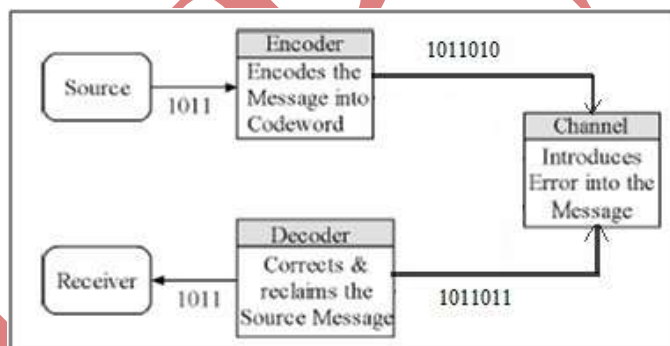 Source
1011
Encoder
Encodes the
Message into
Codeword
1011010
Channel
Introduces
Error into the
Message
1011011
Decoder
Corrects &
reclaims the
Source Message
1011
Receiver